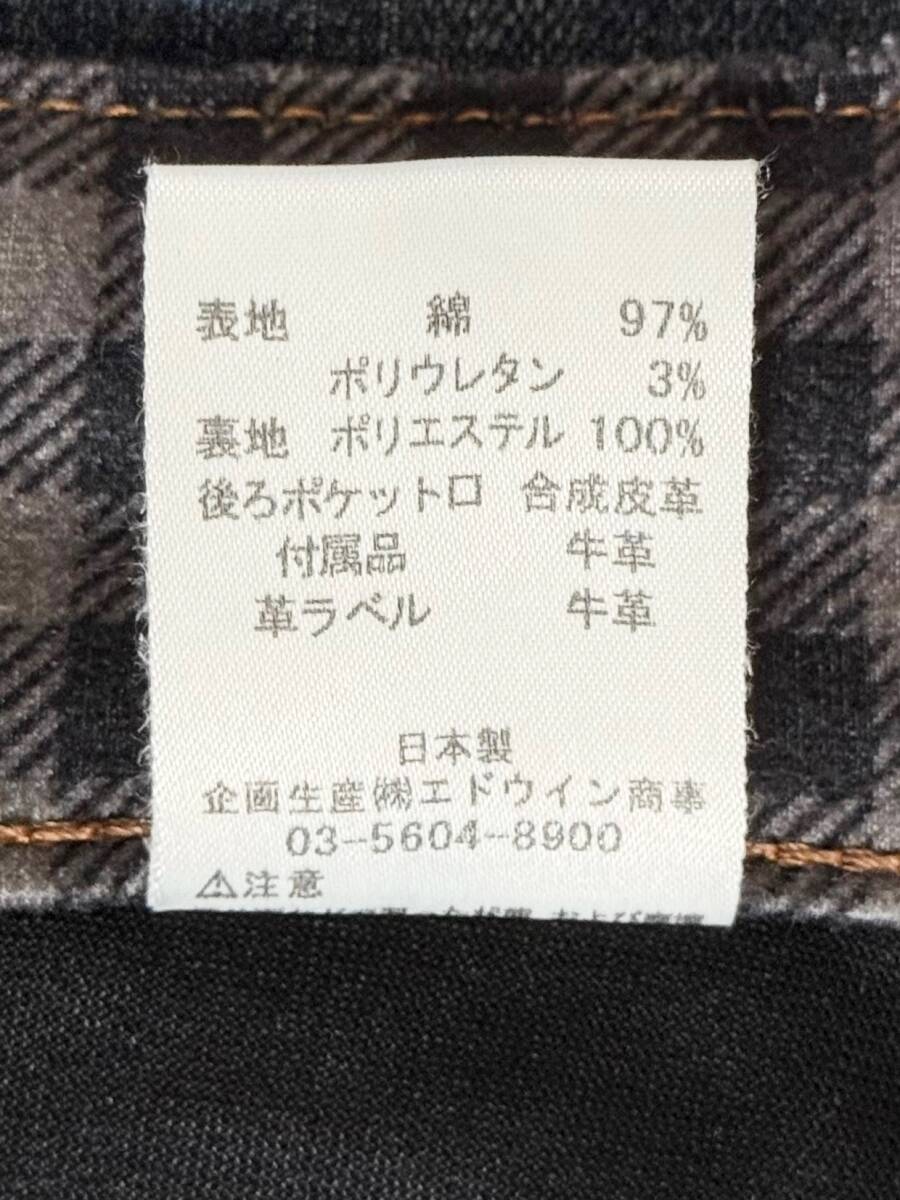 表地 綿 97%
ポリウレタン 3%
裏地 ポリエステル 100%
後ろポケット口 合成皮革
付属品 牛革
革ラベル 牛革
日本製
企画生産㈱エドウイン商事
03-5604-8900
⚠注意